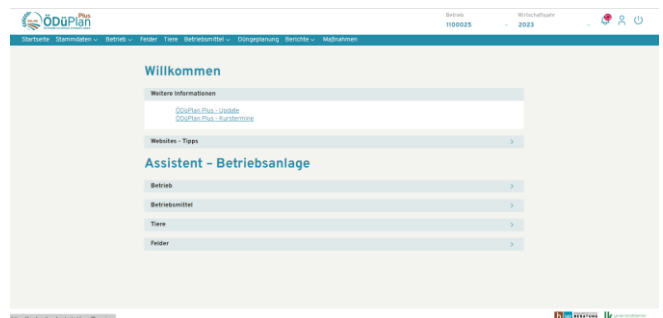 ÖDüPlan Plus
Betrieb
Wirtschaftsjahr
1100025
2023
Startseite Stammdaten Betrieb Felder Tiere Betriebsmittel Düngeplanung Berichte Maßnahmen
Willkommen
Weitere Informationen
ÖDüPlan Plus - Update
ÖDüPlan Plus - Kurstermine
Websites - Tipps
Assistent – Betriebsanlage
Betrieb
Betriebsmittel
Tiere
Felder
BERATUNG
lk